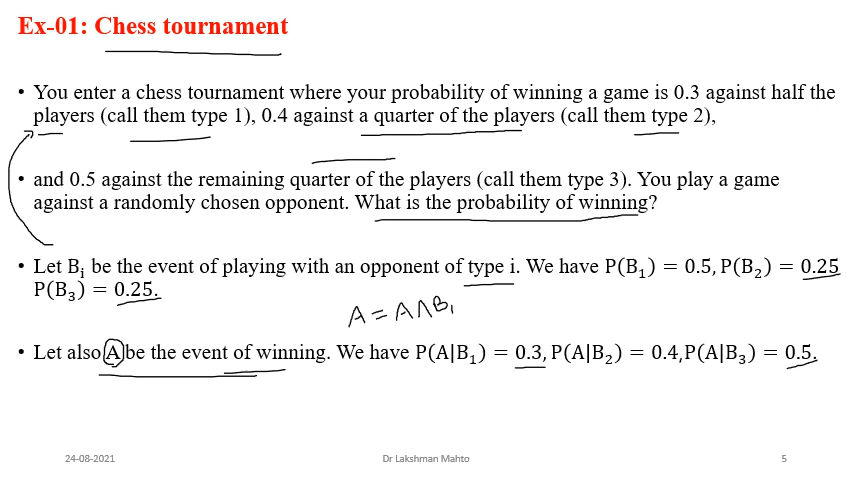 Ex-01: Chess tournament
• You enter a chess tournament where your probability of winning a game is 0.3 against half the
players (call them type 1), 0.4 against a quarter of the players (call them type 2),
• and 0.5 against the remaining quarter of the players (call them type 3). You play a game
against a randomly chosen opponent. What is the probability of winning?
• Let Bᵢ be the event of playing with an opponent of type i. We have P(B₁) = 0.5, P(B₂) = 0.25
P(B₃) = 0.25.
A = A∩B₁
• Let also A be the event of winning. We have P(A|B₁) = 0.3, P(A|B₂) = 0.4,P(A|B₃) = 0.5.
24-08-2021 Dr Lakshman Mahto 5